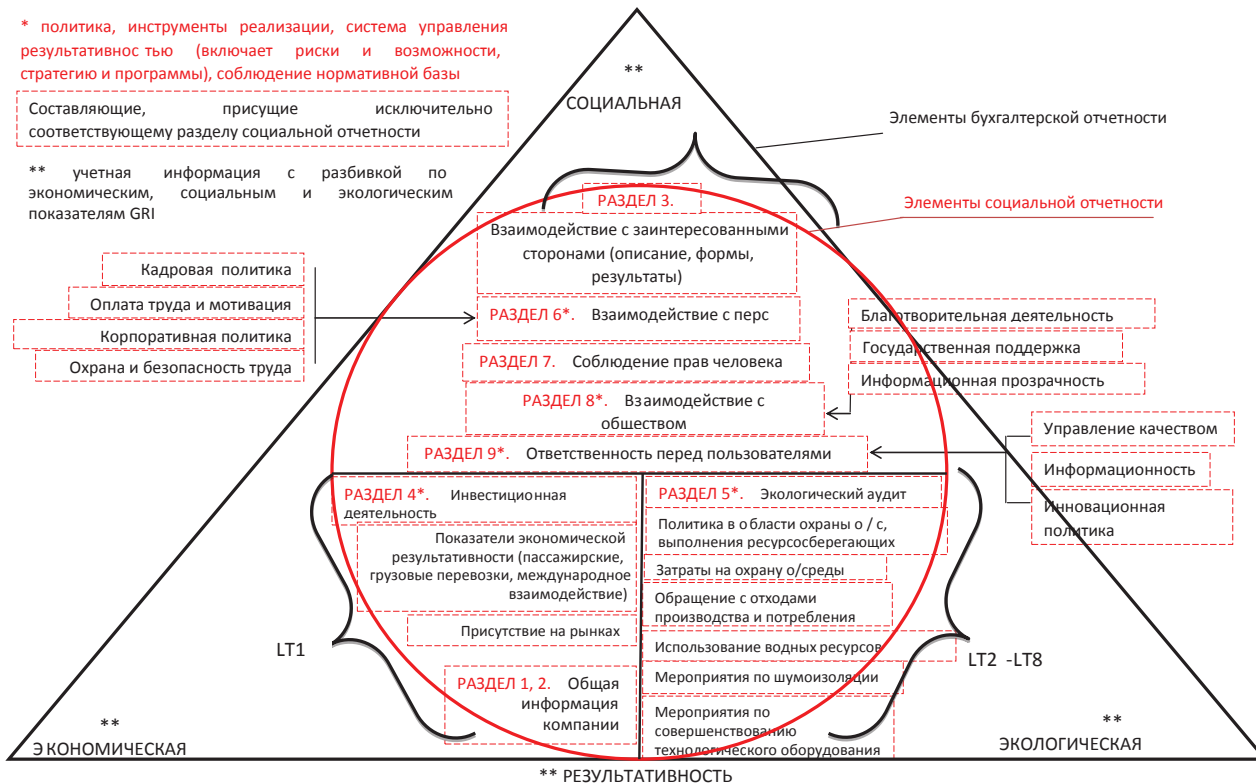 * политика, инструменты реализации, система управления
результативнос тью (включает риски и возможности,
стратегию и программы), соблюдение нормативной базы
Составляющие, присущие исключительно
соответствующему разделу социальной отчетности
** учетная информация с разбивкой по
экономическим, социальным и экологическим
показателям GRI
**
СОЦИАЛЬНАЯ
Элементы бухгалтерской отчетности
Элементы социальной отчетности
РАЗДЕЛ 3.
Взаимодействие с заинтересованными
сторонами (описание, формы,
результаты)
Кадровая политика
Оплата труда и мотивация
Корпоративная политика
Охрана и безопасность труда
РАЗДЕЛ 6*. Взаимодействие с перс
РАЗДЕЛ 7. Соблюдение прав человека
РАЗДЕЛ 8*. Взаимодействие с
обществом
РАЗДЕЛ 9*. Ответственность перед пользователями
Благотворительная деятельность
Государственная поддержка
Информационная прозрачность
Управление качеством
Информационность
Инновационная
политика
РАЗДЕЛ 4*. Инвестиционная
деятельность
Показатели экономической
результативности (пассажирские,
грузовые перевозки, международное
взаимодействие)
Присутствие на рынках
РАЗДЕЛ 1, 2. Общая
информация
компании
РАЗДЕЛ 5*. Экологический аудит
Политика в области охраны о / с,
выполнения ресурсосберегающих
Затраты на охрану о/среды
Обращение с отходами
производства и потребления
Использование водных ресурсов
Мероприятия по шумоизоляции
Мероприятия по
совершенствованию
технологического оборудования
LT1
LT2 -LT8
**
ЭКОНОМИЧЕСКАЯ
**
ЭКОЛОГИЧЕСКАЯ
** РЕЗУЛЬТАТИВНОСТЬ